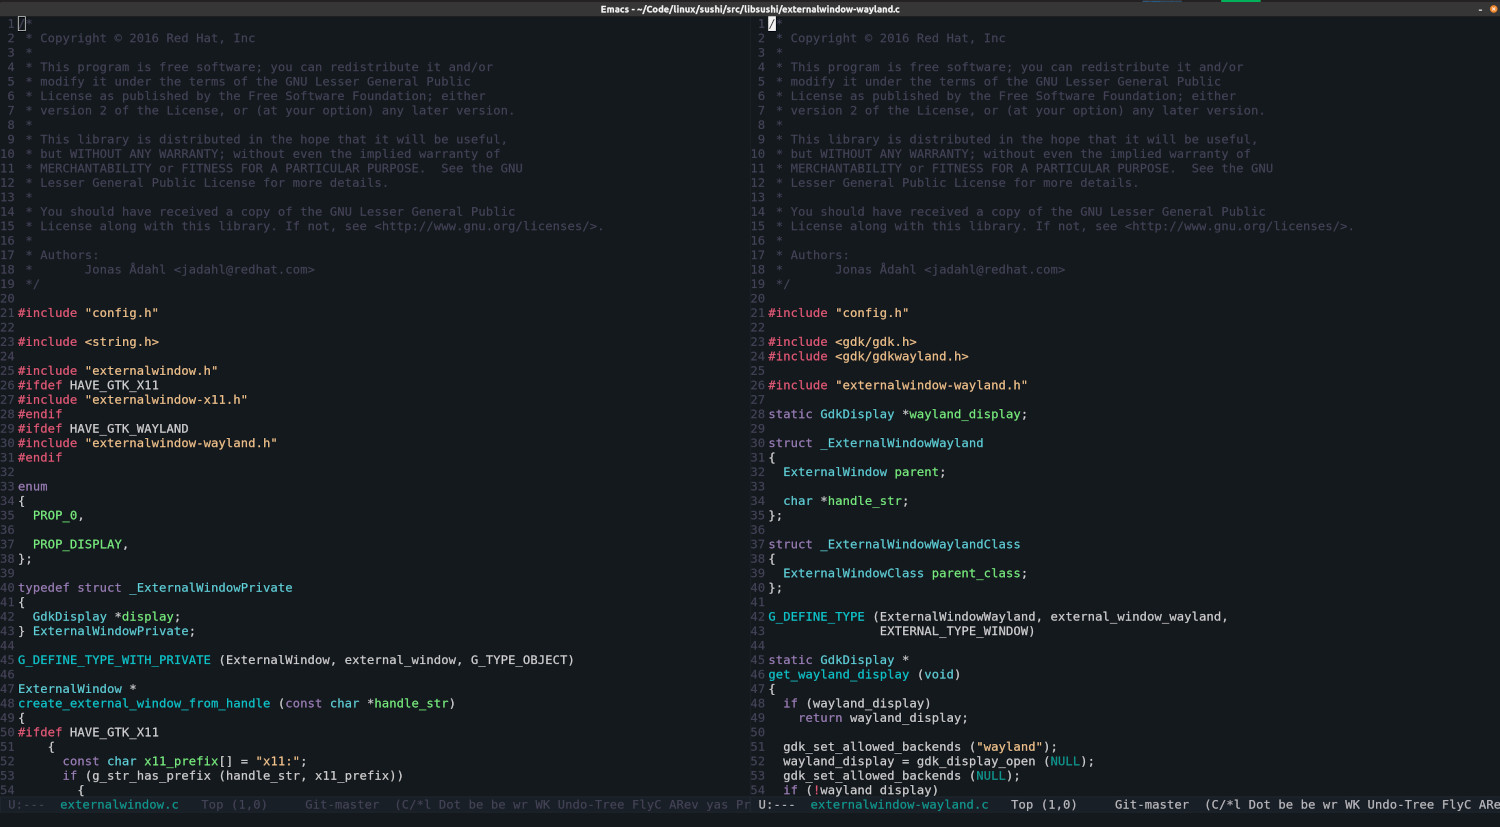 Emacs - ~/Code/linux/sushi/src/libsushi/externalwindow-wayland.c
1 /*
2  * Copyright © 2016 Red Hat, Inc
3  *
4  * This program is free software; you can redistribute it and/or
5  * modify it under the terms of the GNU Lesser General Public
6  * License as published by the Free Software Foundation; either
7  * version 2 of the License, or (at your option) any later version.
8  *
9  * This library is distributed in the hope that it will be useful,
10  * but WITHOUT ANY WARRANTY; without even the implied warranty of
11  * MERCHANTABILITY or FITNESS FOR A PARTICULAR PURPOSE.  See the GNU
12  * Lesser General Public License for more details.
13  *
14  * You should have received a copy of the GNU Lesser General Public
15  * License along with this library. If not, see <http://www.gnu.org/licenses/>.
16  *
17  * Authors:
18  *       Jonas Ådahl <jadahl@redhat.com>
19  */
20
21 #include "config.h"
22
23 #include <string.h>
24
25 #include "externalwindow.h"
26 #ifdef HAVE_GTK_X11
27 #include "externalwindow-x11.h"
28 #endif
29 #ifdef HAVE_GTK_WAYLAND
30 #include "externalwindow-wayland.h"
31 #endif
32
33 enum
34 {
35   PROP_0,
36
37   PROP_DISPLAY,
38 };
39
40 typedef struct _ExternalWindowPrivate
41 {
42   GdkDisplay *display;
43 } ExternalWindowPrivate;
44
45 G_DEFINE_TYPE_WITH_PRIVATE (ExternalWindow, external_window, G_TYPE_OBJECT)
46
47 ExternalWindow *
48 create_external_window_from_handle (const char *handle_str)
49 {
50 #ifdef HAVE_GTK_X11
51     {
52       const char x11_prefix[] = "x11:";
53       if (g_str_has_prefix (handle_str, x11_prefix))
54         {
U:---  externalwindow.c   Top (1,0)     Git-master  (C/*l Dot be be wr WK Undo-Tree FlyC ARev yas Pr
1 /*
2  * Copyright © 2016 Red Hat, Inc
3  *
4  * This program is free software; you can redistribute it and/or
5  * modify it under the terms of the GNU Lesser General Public
6  * License as published by the Free Software Foundation; either
7  * version 2 of the License, or (at your option) any later version.
8  *
9  * This library is distributed in the hope that it will be useful,
10  * but WITHOUT ANY WARRANTY; without even the implied warranty of
11  * MERCHANTABILITY or FITNESS FOR A PARTICULAR PURPOSE.  See the GNU
12  * Lesser General Public License for more details.
13  *
14  * You should have received a copy of the GNU Lesser General Public
15  * License along with this library. If not, see <http://www.gnu.org/licenses/>.
16  *
17  * Authors:
18  *       Jonas Ådahl <jadahl@redhat.com>
19  */
20
21 #include "config.h"
22
23 #include <gdk/gdk.h>
24 #include <gdk/gdkwayland.h>
25
26 #include "externalwindow-wayland.h"
27
28 static GdkDisplay *wayland_display;
29
30 struct _ExternalWindowWayland
31 {
32   ExternalWindow parent;
33
34   char *handle_str;
35 };
36
37 struct _ExternalWindowWaylandClass
38 {
39   ExternalWindowClass parent_class;
40 };
41
42 G_DEFINE_TYPE (ExternalWindowWayland, external_window_wayland,
43                EXTERNAL_TYPE_WINDOW)
44
45 static GdkDisplay *
46 get_wayland_display (void)
47 {
48   if (wayland_display)
49     return wayland_display;
50
51   gdk_set_allowed_backends ("wayland");
52   wayland_display = gdk_display_open (NULL);
53   gdk_set_allowed_backends (NULL);
54   if (!wayland_display)
U:---  externalwindow-wayland.c   Top (1,0)     Git-master  (C/*l Dot be be wr WK Undo-Tree FlyC ARe